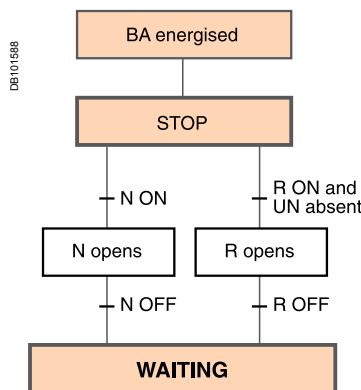 BA energised
DB101588
STOP
N ON
R ON and
UN absent
N opens
R opens
N OFF
R OFF
WAITING